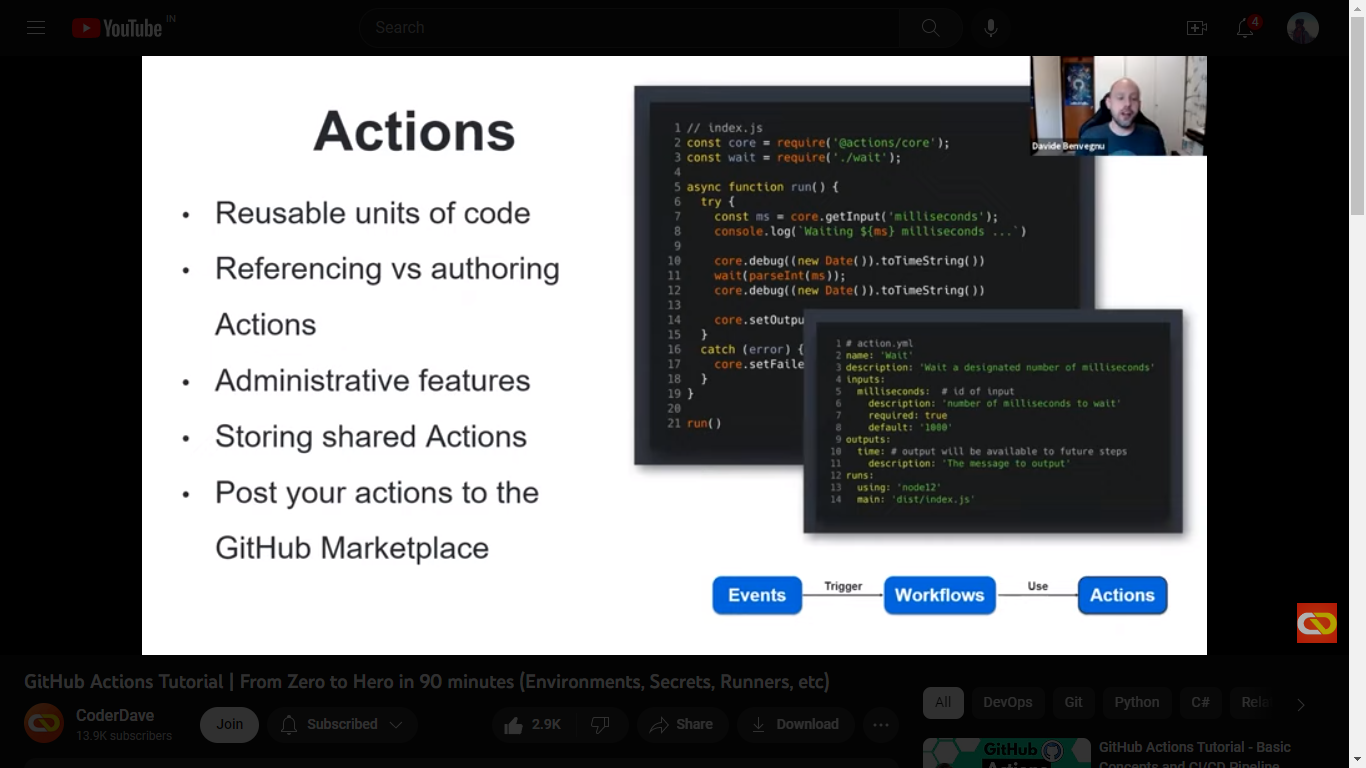 YouTube IN
Search
4
Actions
• Reusable units of code
• Referencing vs authoring
Actions
• Administrative features
• Storing shared Actions
• Post your actions to the
GitHub Marketplace
1 // index.js
2 const core = require('@actions/core');
3 const wait = require('./wait');
4
5 async function run() {
6 try {
7 const ms = core.getInput('milliseconds');
8 console.log(`Waiting ${ms} milliseconds ...`)
9
10 core.debug((new Date()).toTimeString())
11 wait(parseInt(ms));
12 core.debug((new Date()).toTimeString())
13
14 core.setOutpu
15 }
16 catch (error) {
17 core.setFaile
18 }
19 }
20
21 run()
Davide Benvegnu
1 # action.yml
2 name: 'Wait'
3 description: 'Wait a designated number of milliseconds'
4 inputs:
5 milliseconds: # id of input
6 description: 'number of milliseconds to wait'
7 required: true
8 default: '1000'
9 outputs:
10 time: # output will be available to future steps
11 description: 'The message to output'
12 runs:
13 using: 'node12'
14 main: 'dist/index.js'
Events Trigger Workflows Use Actions
GitHub Actions Tutorial | From Zero to Hero in 90 minutes (Environments, Secrets, Runners, etc)
CoderDave
13.9K subscribers
Join
Subscribed
2.9K
Share
Download
All DevOps Git Python C# Rela
GitHub
Actions
GitHub Actions Tutorial - Basic
Concepts and CI/CD Pipeline